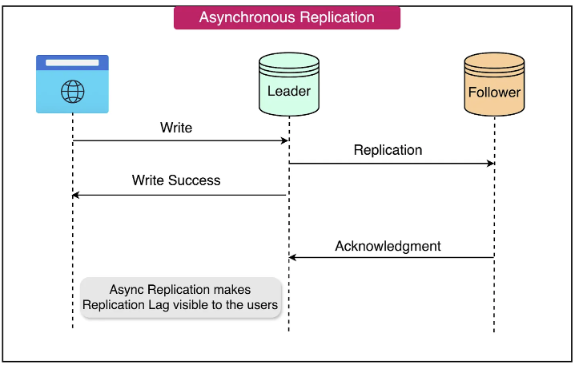 Asynchronous Replication
Leader
Follower
Write
Replication
Write Success
Acknowledgment
Async Replication makes
Replication Lag visible to the users